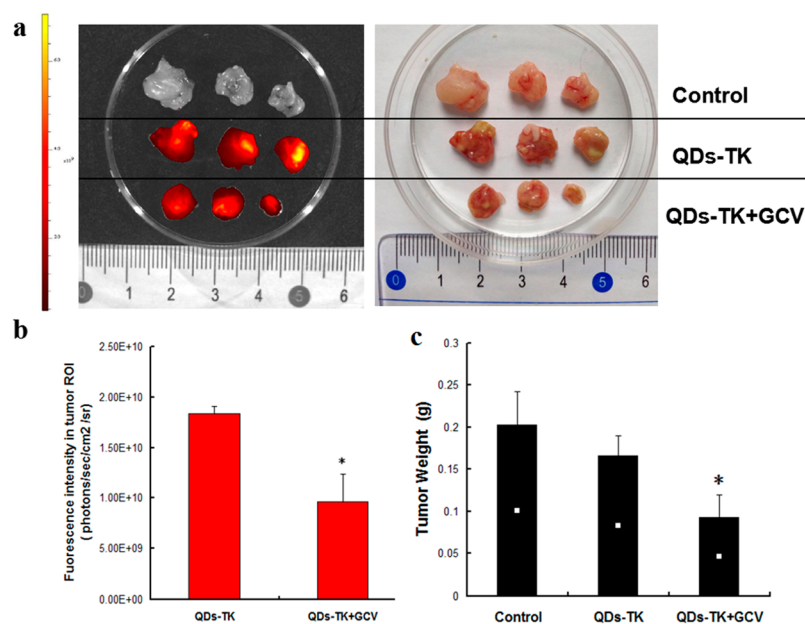 a
Control
QDs-TK
QDs-TK+GCV
0 1 2 3 4 5 6
0 1 2 3 4 5 6
b
Fuorescence intensity in tumor ROI
( photons/sec/cm2 /sr)
2.50E+10
2.00E+10
1.50E+10
1.00E+10
5.00E+09
0.00E+00
*
QDs-TK QDs-TK+GCV
c
Tumor Weight (g)
0.3
0.25
0.2
0.15
0.1
0.05
0
*
Control QDs-TK QDs-TK+GCV